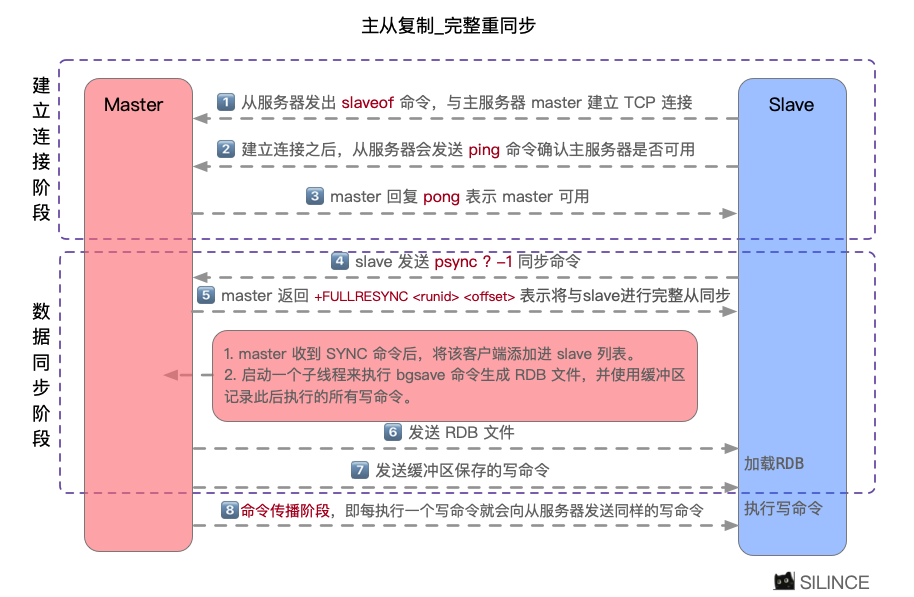 主从复制_完整重同步
建立连接阶段
Master
Slave
1 从服务器发出 slaveof 命令，与主服务器 master 建立 TCP 连接
2 建立连接之后，从服务器会发送 ping 命令确认主服务器是否可用
3 master 回复 pong 表示 master 可用
数据同步阶段
4 slave 发送 psync ? –1 同步命令
5 master 返回 +FULLRESYNC <runid> <offset> 表示将与slave进行完整从同步
1. master 收到 SYNC 命令后，将该客户端添加进 slave 列表。
2. 启动一个子线程来执行 bgsave 命令生成 RDB 文件，并使用缓冲区
记录此后执行的所有写命令。
6 发送 RDB 文件
加载RDB
7 发送缓冲区保存的写命令
8 命令传播阶段，即每执行一个写命令就会向从服务器发送同样的写命令
执行写命令
SILINCE